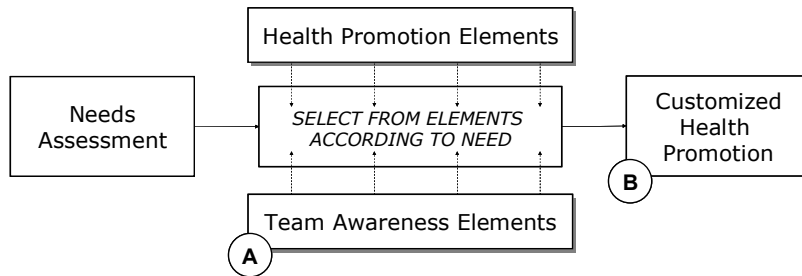 Health Promotion Elements
Needs
Assessment
SELECT FROM ELEMENTS
ACCORDING TO NEED
Customized
Health
Promotion
B
Team Awareness Elements
A